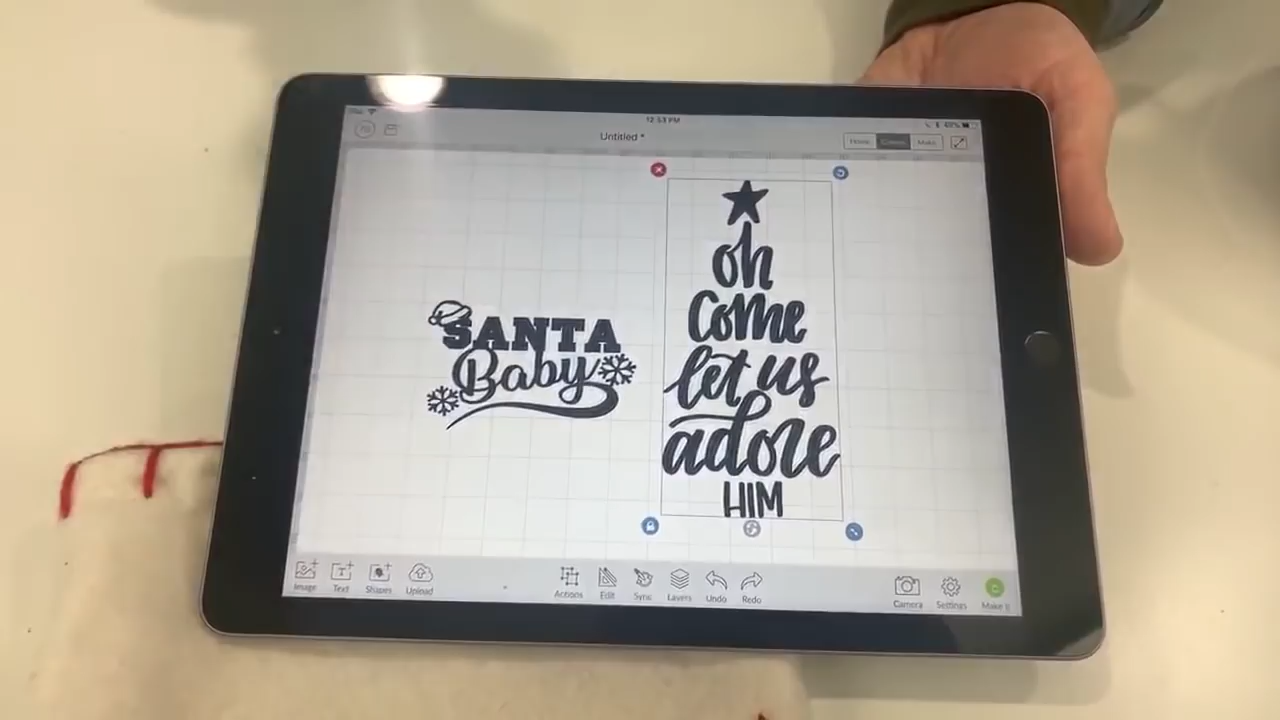 12:53 PM
Untitled *
Home Canvas Make
SANTA
Baby
oh
come
let us
adore
HIM
Image Text Shapes Upload Actions Edit Sync Layers Undo Redo Camera Settings Make It